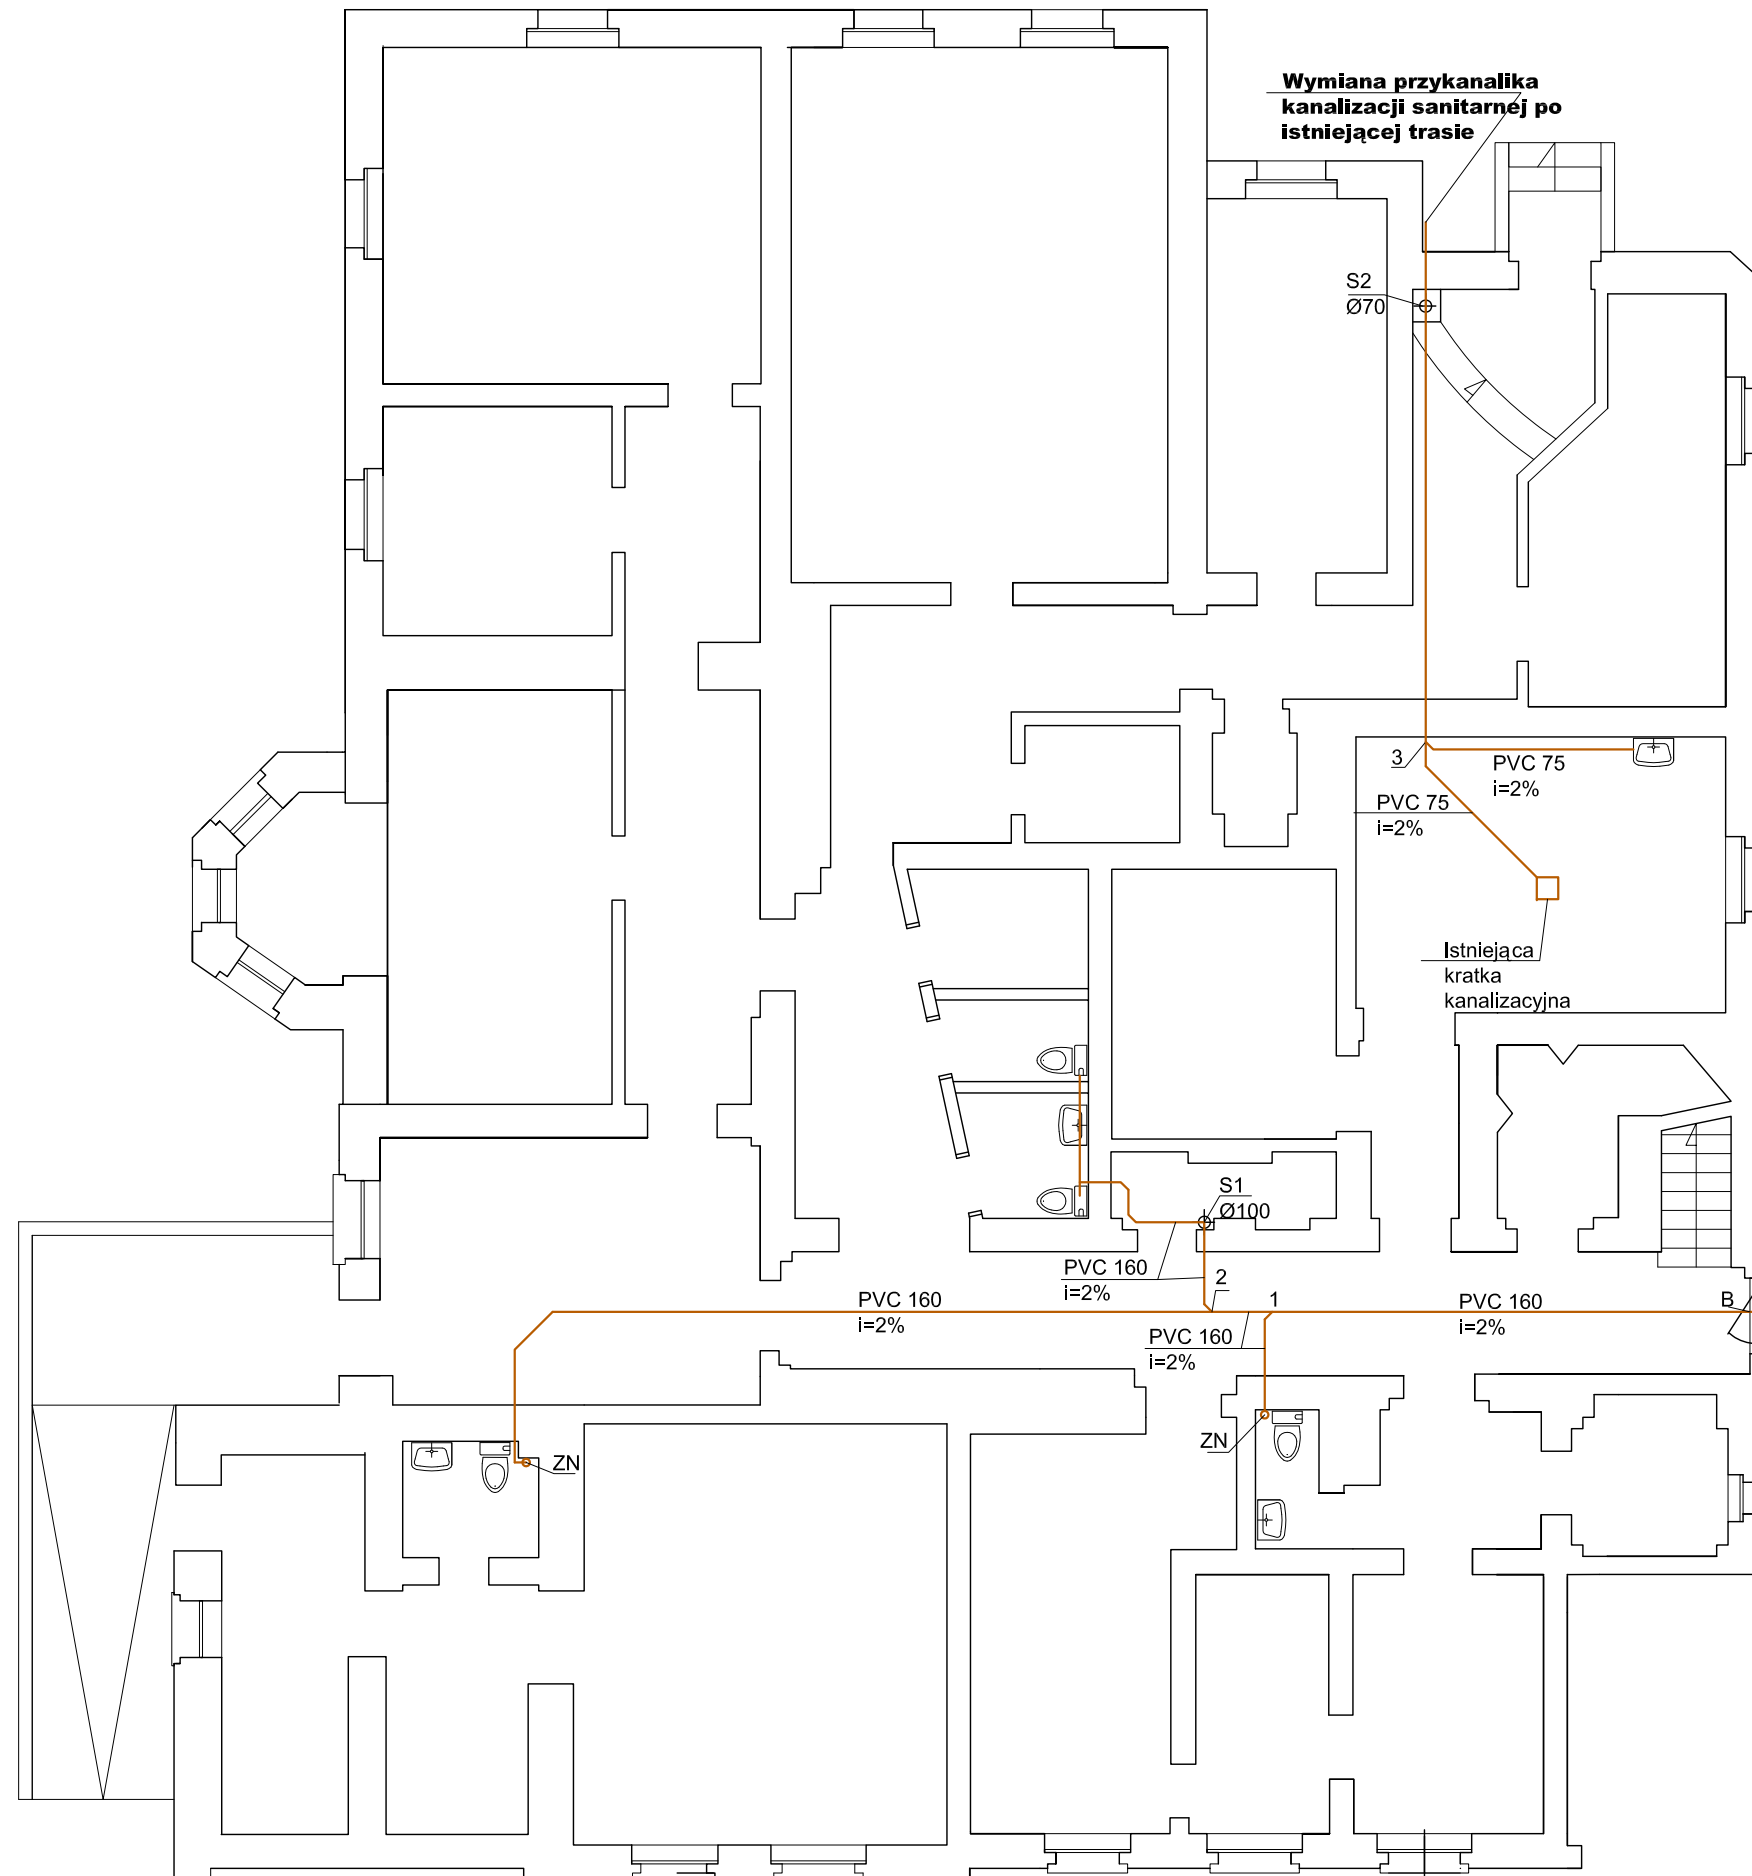 Wymiana przykanalika
kanalizacji sanitarnej po
istniejącej trasie
S2
Ø70
3
PVC 75
i=2%
PVC 75
i=2%
Istniejąca
kratka
kanalizacyjna
S1
Ø100
PVC 160
i=2%
2
1
PVC 160
i=2%
PVC 160
i=2%
PVC 160
i=2%
B
ZN
ZN